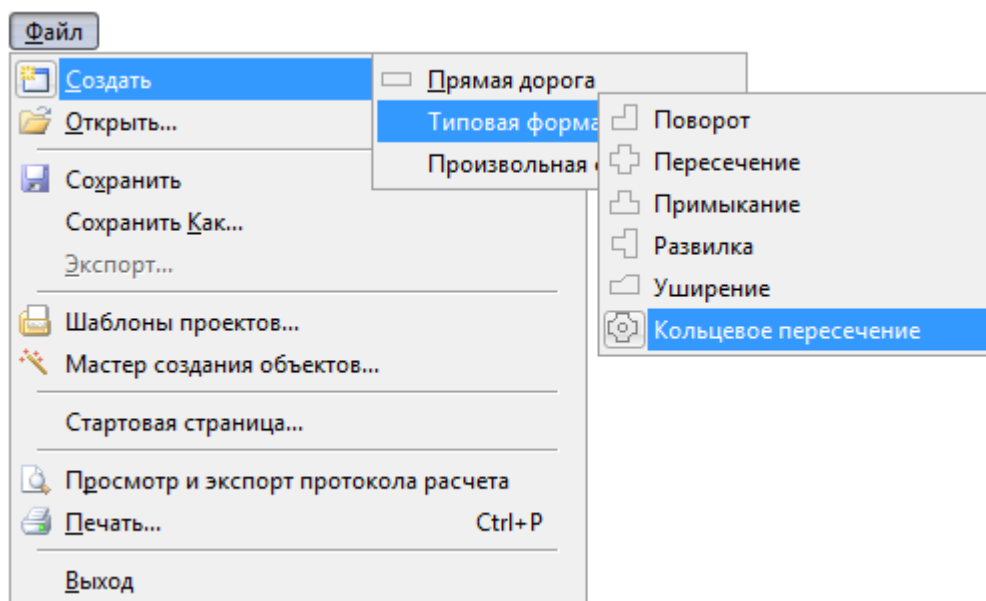 Файл
Создать
Открыть...
Сохранить
Сохранить Как...
Экспорт...
Шаблоны проектов...
Мастер создания объектов...
Стартовая страница...
Просмотр и экспорт протокола расчета
Печать... Ctrl+P
Выход
Прямая дорога
Типовая форма
Произвольная
Поворот
Пересечение
Примыкание
Развилка
Уширение
Кольцевое пересечение